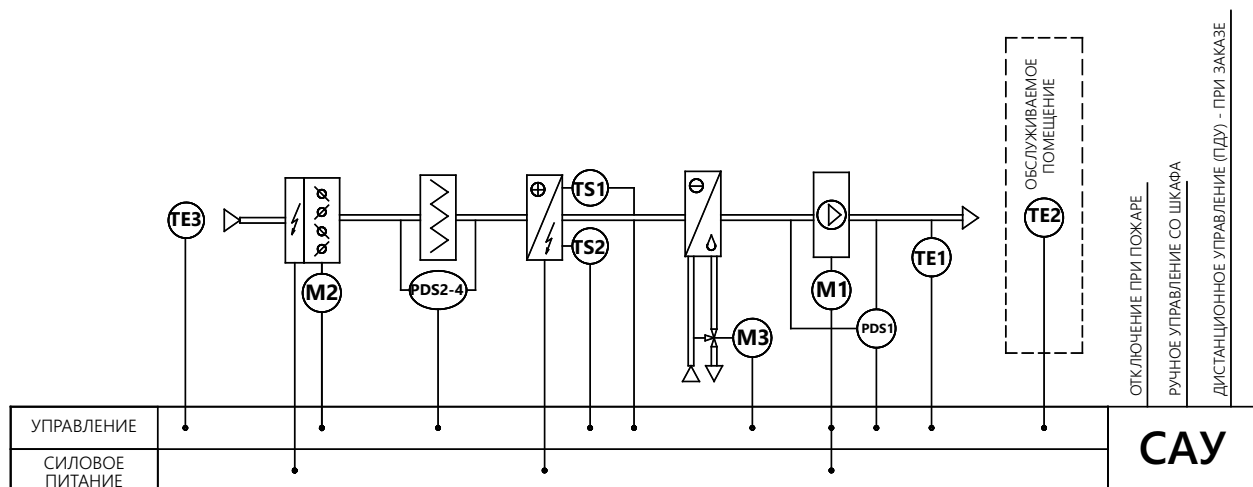 ОБСЛУЖИВАЕМОЕ
ПОМЕЩЕНИЕ
ОТКЛЮЧЕНИЕ ПРИ ПОЖАРЕ
РУЧНОЕ УПРАВЛЕНИЕ СО ШКАФА
ДИСТАНЦИОННОЕ УПРАВЛЕНИЕ (ПДУ) - ПРИ ЗАКАЗЕ
TE3
TS1
TE2
TS2
TE1
M2
PDS2-4
M1
PDS1
M3
УПРАВЛЕНИЕ
СИЛОВОЕ
ПИТАНИЕ
САУ